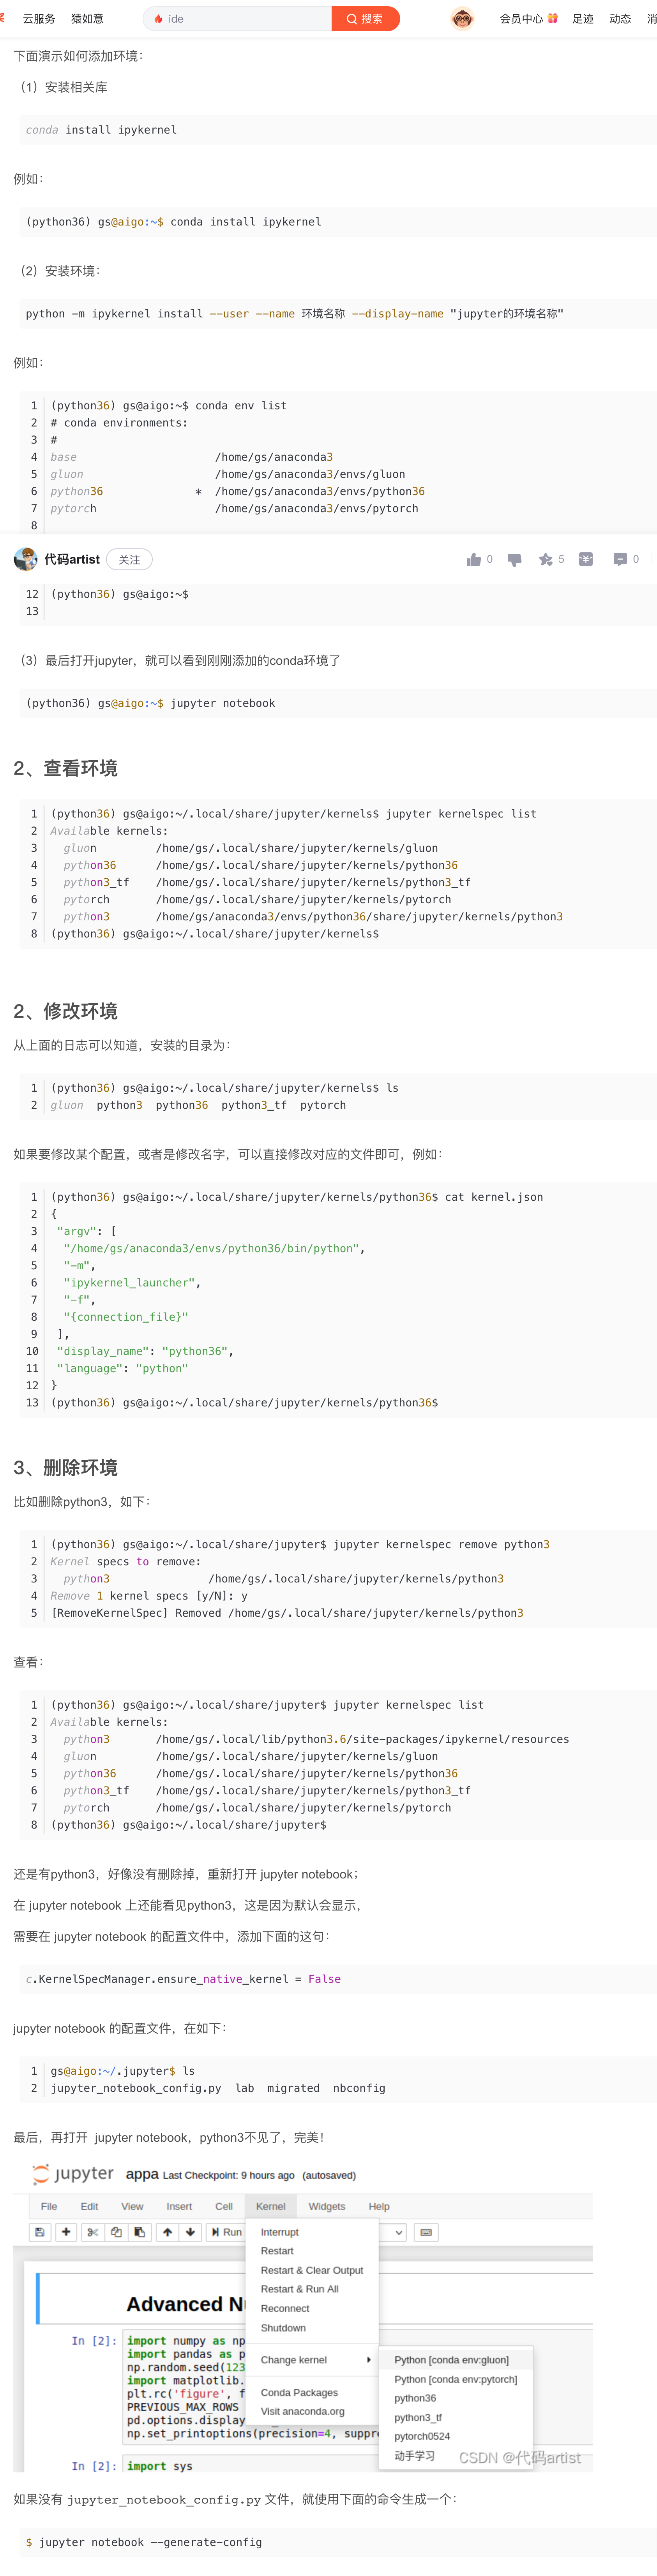 云服务 猿如意 ide 搜索 会员中心 足迹 动态 消
下面演示如何添加环境：
（1）安装相关库
conda install ipykernel
例如：
(python36) gs@aigo:~$ conda install ipykernel
（2）安装环境：
python -m ipykernel install --user --name 环境名称 --display-name "jupyter的环境名称"
例如：
1 (python36) gs@aigo:~$ conda env list
2 # conda environments:
3 #
4 base /home/gs/anaconda3
5 gluon /home/gs/anaconda3/envs/gluon
6 python36 * /home/gs/anaconda3/envs/python36
7 pytorch /home/gs/anaconda3/envs/pytorch
8
代码artist 关注 0 5 0
12 (python36) gs@aigo:~$
13
（3）最后打开jupyter，就可以看到刚刚添加的conda环境了
(python36) gs@aigo:~$ jupyter notebook
2、查看环境
1 (python36) gs@aigo:~/.local/share/jupyter/kernels$ jupyter kernelspec list
2 Available kernels:
3 gluon /home/gs/.local/share/jupyter/kernels/gluon
4 python36 /home/gs/.local/share/jupyter/kernels/python36
5 python3_tf /home/gs/.local/share/jupyter/kernels/python3_tf
6 pytorch /home/gs/.local/share/jupyter/kernels/pytorch
7 python3 /home/gs/anaconda3/envs/python36/share/jupyter/kernels/python3
8 (python36) gs@aigo:~/.local/share/jupyter/kernels$
2、修改环境
从上面的日志可以知道，安装的目录为：
1 (python36) gs@aigo:~/.local/share/jupyter/kernels$ ls
2 gluon python3 python36 python3_tf pytorch
如果要修改某个配置，或者是修改名字，可以直接修改对应的文件即可，例如：
1 (python36) gs@aigo:~/.local/share/jupyter/kernels/python36$ cat kernel.json
2 {
3 "argv": [
4 "/home/gs/anaconda3/envs/python36/bin/python",
5 "-m",
6 "ipykernel_launcher",
7 "-f",
8 "{connection_file}"
9 ],
10 "display_name": "python36",
11 "language": "python"
12 }
13 (python36) gs@aigo:~/.local/share/jupyter/kernels/python36$
3、删除环境
比如删除python3，如下：
1 (python36) gs@aigo:~/.local/share/jupyter$ jupyter kernelspec remove python3
2 Kernel specs to remove:
3 python3 /home/gs/.local/share/jupyter/kernels/python3
4 Remove 1 kernel specs [y/N]: y
5 [RemoveKernelSpec] Removed /home/gs/.local/share/jupyter/kernels/python3
查看：
1 (python36) gs@aigo:~/.local/share/jupyter$ jupyter kernelspec list
2 Available kernels:
3 python3 /home/gs/.local/lib/python3.6/site-packages/ipykernel/resources
4 gluon /home/gs/.local/share/jupyter/kernels/gluon
5 python36 /home/gs/.local/share/jupyter/kernels/python36
6 python3_tf /home/gs/.local/share/jupyter/kernels/python3_tf
7 pytorch /home/gs/.local/share/jupyter/kernels/pytorch
8 (python36) gs@aigo:~/.local/share/jupyter$
还是有python3，好像没有删除掉，重新打开 jupyter notebook；
在 jupyter notebook 上还能看见python3，这是因为默认会显示，
需要在 jupyter notebook 的配置文件中，添加下面的这句：
c.KernelSpecManager.ensure_native_kernel = False
jupyter notebook 的配置文件，在如下：
1 gs@aigo:~/.jupyter$ ls
2 jupyter_notebook_config.py lab migrated nbconfig
最后，再打开 jupyter notebook，python3不见了，完美！
jupyter appa Last Checkpoint: 9 hours ago (autosaved)
File Edit View Insert Cell Kernel Widgets Help
Run
Interrupt
Restart
Restart & Clear Output
Restart & Run All
Reconnect
Shutdown
Change kernel
Conda Packages
Visit anaconda.org
Python [conda env:gluon]
Python [conda env:pytorch]
python36
python3_tf
pytorch0524
动手学习
Advanced N
In [2]: import numpy as np
import pandas as p
np.random.seed(123
import matplotlib.
plt.rc('figure', f
PREVIOUS_MAX_ROWS
pd.options.display
np.set_printoptions(precision=4, suppre
In [2]: import sys
CSDN @代码artist
如果没有 jupyter_notebook_config.py 文件，就使用下面的命令生成一个：
$ jupyter notebook --generate-config